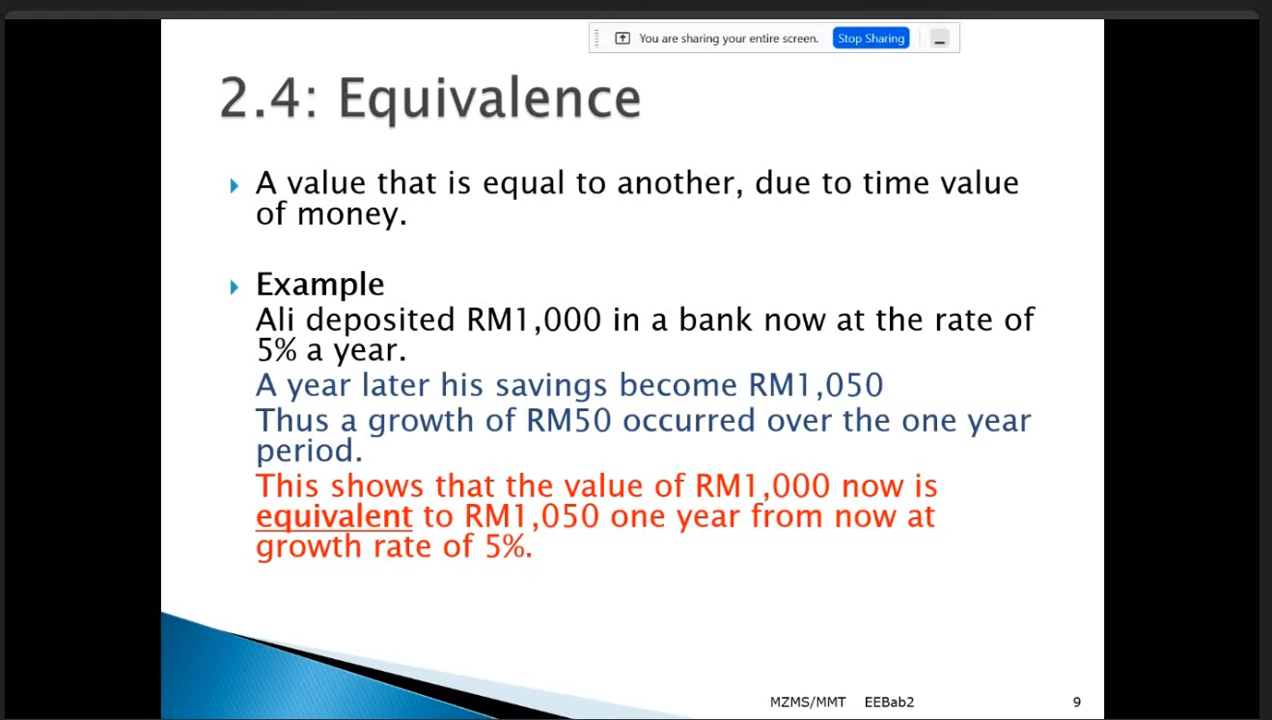 You are sharing your entire screen. Stop Sharing
2.4: Equivalence
A value that is equal to another, due to time value
of money.
Example
Ali deposited RM1,000 in a bank now at the rate of
5% a year.
A year later his savings become RM1,050
Thus a growth of RM50 occurred over the one year
period.
This shows that the value of RM1,000 now is
equivalent to RM1,050 one year from now at
growth rate of 5%.
MZMS/MMT EEBab2 9